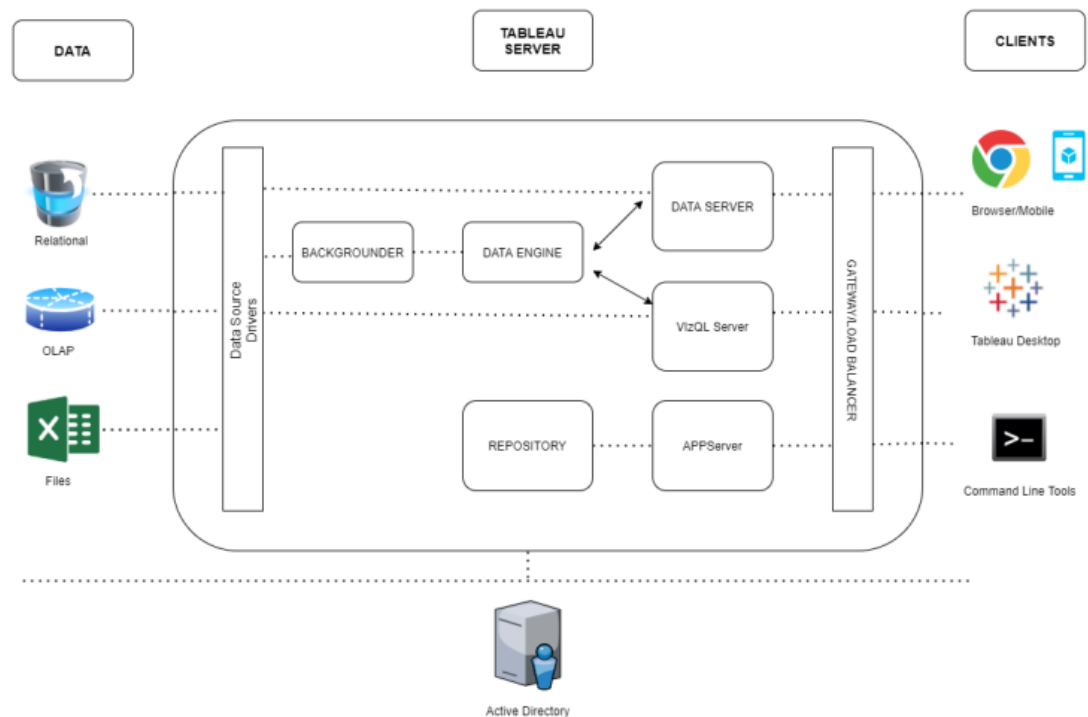 DATA
TABLEAU
SERVER
CLIENTS
Relational
OLAP
Files
Data Source
Drivers
BACKGROUNDER
DATA ENGINE
DATA SERVER
VIzQL Server
REPOSITORY
APPServer
GATEWAY/LOAD BALANCER
Browser/Mobile
Tableau Desktop
>_
Command Line Tools
Active Directory